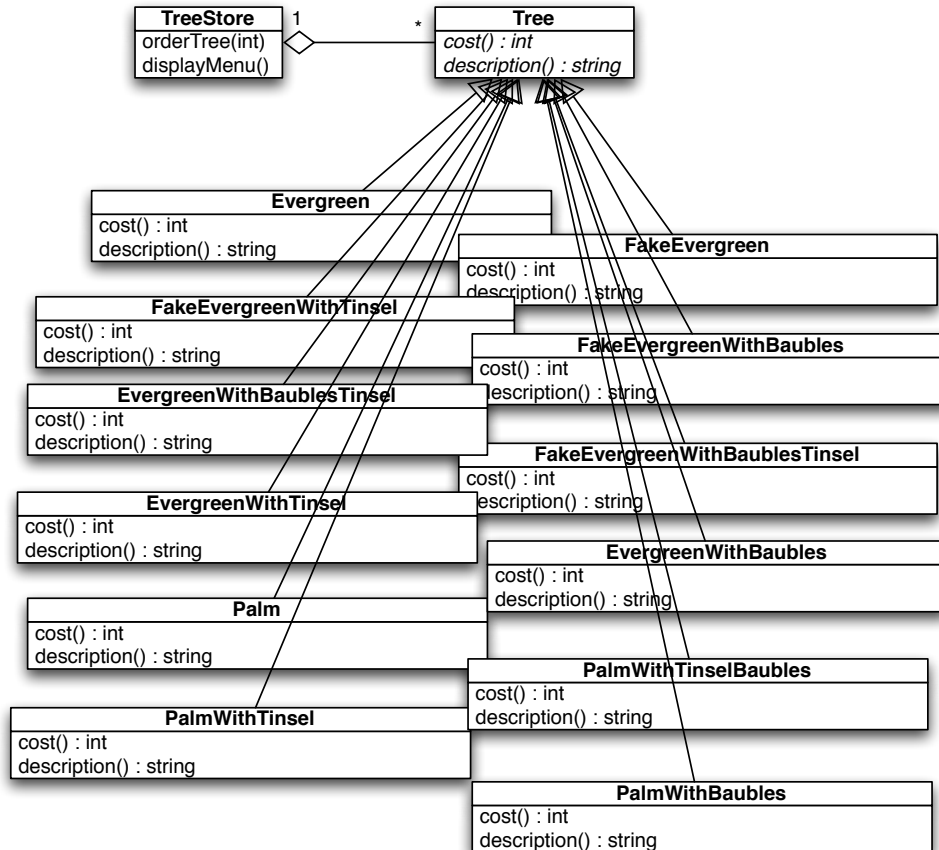 TreeStore
orderTree(int)
displayMenu()
1
*
Tree
cost() : int
description() : string
Evergreen
cost() : int
description() : string
FakeEvergreen
cost() : int
description() : string
FakeEvergreenWithTinsel
cost() : int
description() : string
FakeEvergreenWithBaubles
cost() : int
description() : string
EvergreenWithBaublesTinsel
cost() : int
description() : string
FakeEvergreenWithBaublesTinsel
cost() : int
description() : string
EvergreenWithTinsel
cost() : int
description() : string
EvergreenWithBaubles
cost() : int
description() : string
Palm
cost() : int
description() : string
PalmWithTinselBaubles
cost() : int
description() : string
PalmWithTinsel
cost() : int
description() : string
PalmWithBaubles
cost() : int
description() : string